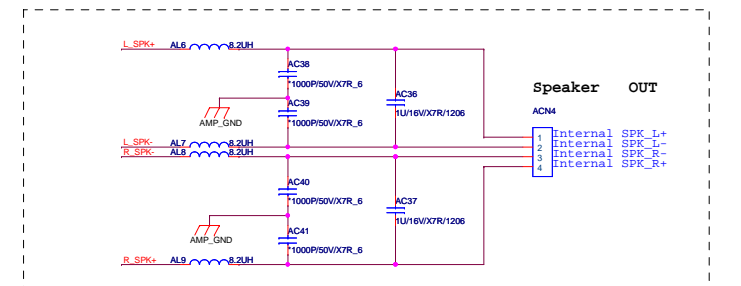 L_SPK+ AL6 8.2UH
AC38
*1000P/50V/X7R_6
Speaker OUT
AC36
1U/16V/X7R/1206
AC39
ACN4
AMP_GND
*1000P/50V/X7R_6
1 Internal SPK_L+
L_SPK- AL7 8.2UH
2 Internal SPK_L-
R_SPK- AL8 8.2UH
3 Internal SPK_R-
4 Internal SPK_R+
AC40
*1000P/50V/X7R_6
AC37
1U/16V/X7R/1206
AC41
AMP_GND
*1000P/50V/X7R_6
R_SPK+ AL9 8.2UH